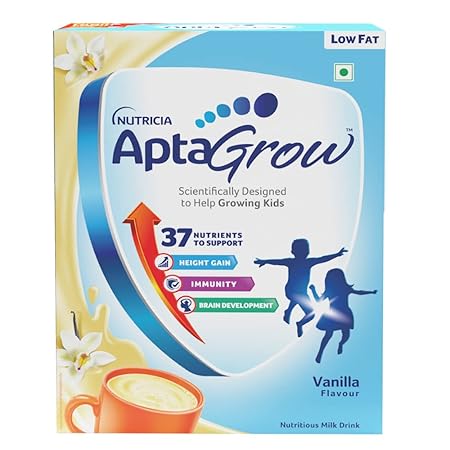 LOW FAT
NUTRICIA
AptaGrow™
Scientifically Designed
to Help Growing Kids
37 NUTRIENTS
TO SUPPORT
HEIGHT GAIN
IMMUNITY
BRAIN DEVELOPMENT
Vanilla
Flavour
Nutritious Milk Drink